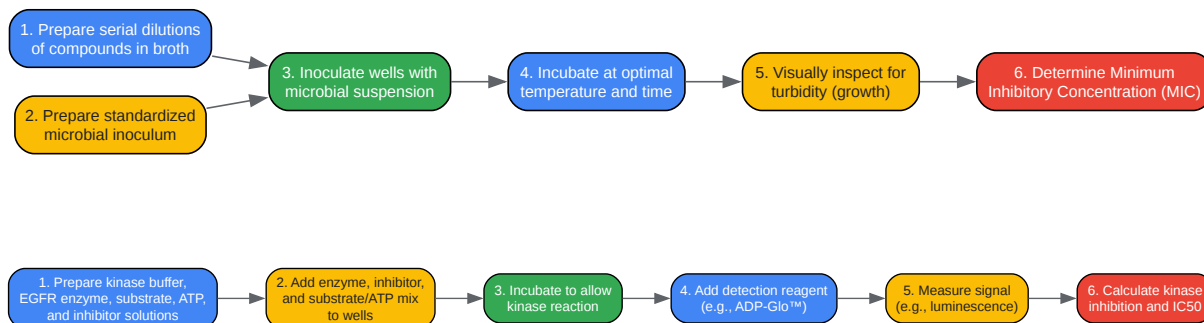 1. Prepare serial dilutions
of compounds in broth
2. Prepare standardized
microbial inoculum
3. Inoculate wells with
microbial suspension
4. Incubate at optimal
temperature and time
5. Visually inspect for
turbidity (growth)
6. Determine Minimum
Inhibitory Concentration (MIC)
1. Prepare kinase buffer,
EGFR enzyme, substrate, ATP,
and inhibitor solutions
2. Add enzyme, inhibitor,
and substrate/ATP mix
to wells
3. Incubate to allow
kinase reaction
4. Add detection reagent
(e.g., ADP-Glo™)
5. Measure signal
(e.g., luminescence)
6. Calculate kinase
inhibition and IC50